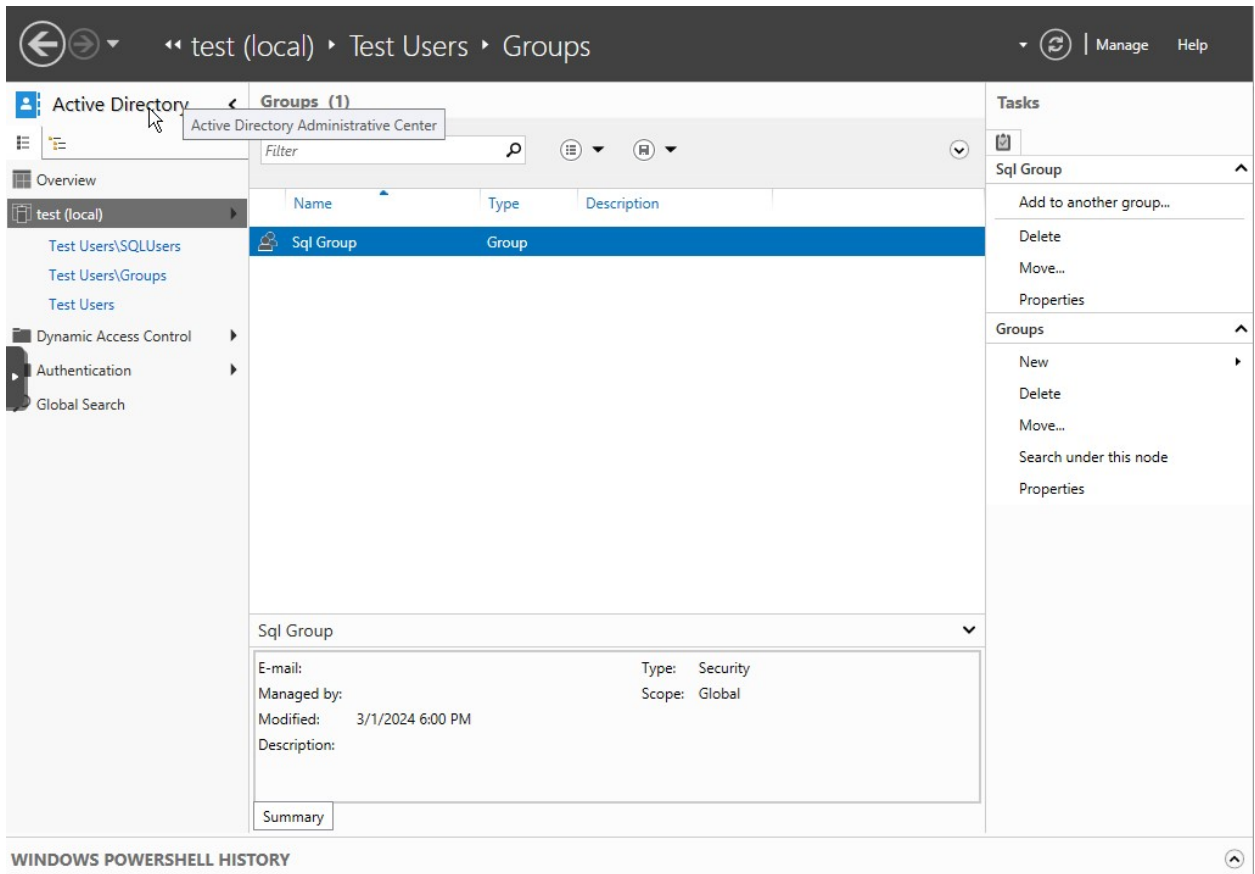 test (local) Test Users Groups
Manage Help
Active Directory
Active Directory Administrative Center
Overview
test (local)
Test Users\SQLUsers
Test Users\Groups
Test Users
Dynamic Access Control
Authentication
Global Search
Groups (1)
Filter
Name Type Description
Sql Group Group
Sql Group
E-mail:
Managed by:
Modified: 3/1/2024 6:00 PM
Description:
Type: Security
Scope: Global
Summary
Tasks
Sql Group
Add to another group...
Delete
Move...
Properties
Groups
New
Delete
Move...
Search under this node
Properties
WINDOWS POWERSHELL HISTORY